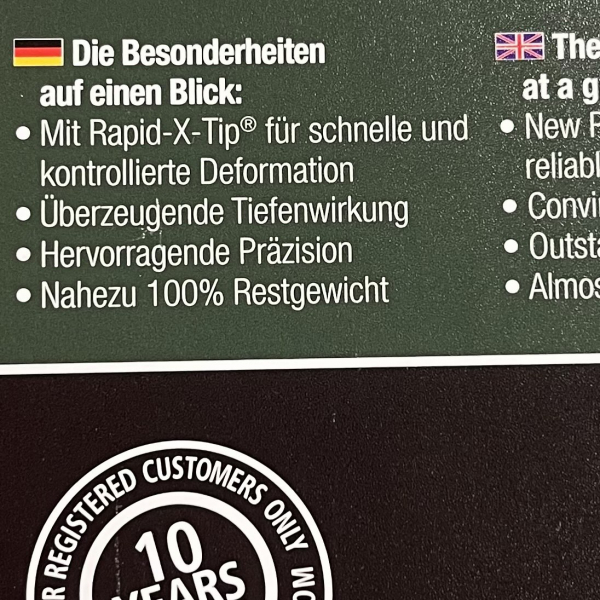 Die Besonderheiten
auf einen Blick:
• Mit Rapid-X-Tip® für schnelle und
kontrollierte Deformation
• Überzeugende Tiefenwirkung
• Hervorragende Präzision
• Nahezu 100% Restgewicht
The
at a
• New
• Outst
• Almos
REGISTERED CUSTOMERS ONLY
10
YEARS